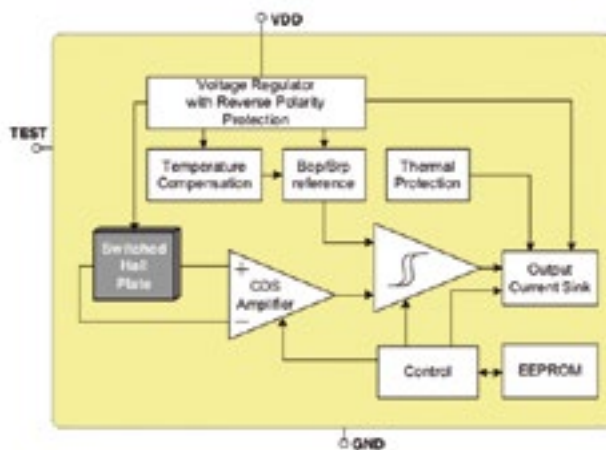 VDD
Voltage Regulator
with Reverse Polarity
Protection
TEST
Temperature
Compensation
Bop/Brp
reference
Thermal
Protection
Switched
Hall
Plate
+
CDS
Amplifier
−
Output
Current Sink
Control
EEPROM
GND